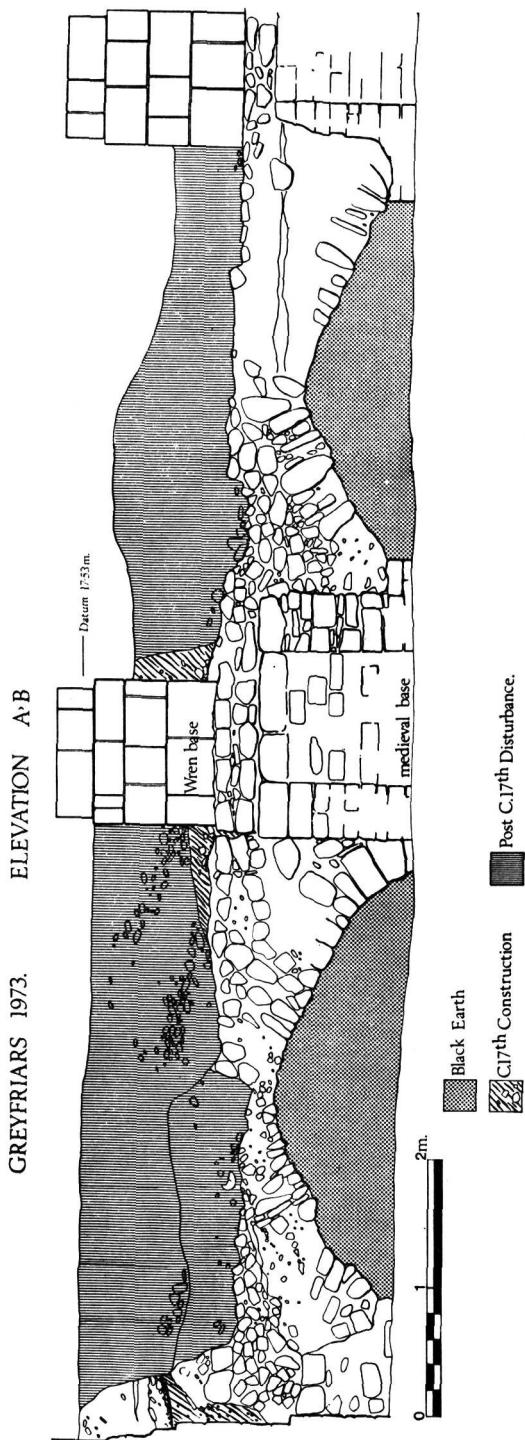 GREYFRIARS 1973. ELEVATION A›B
Datum 17·53m.
Wren base
medieval base
Black Earth
C17th Construction
Post C.17th Disturbance.
0 1 2m.